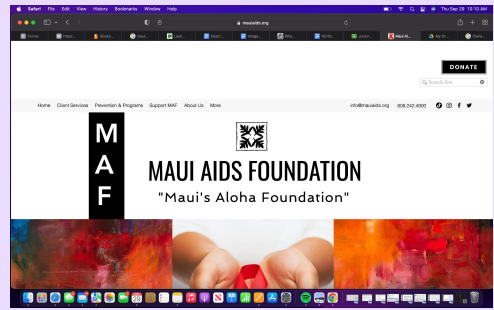 Safari File Edit View History Bookmarks Window Help
Thu Sep 29 10:10 AM
mauiaids.org
DONATE
Search Site
Home Client Services Prevention & Programs Support MAF About Us More info@mauiaids.org 808.242.4900
M
A
F
MAUI AIDS FOUNDATION
"Maui's Aloha Foundation"